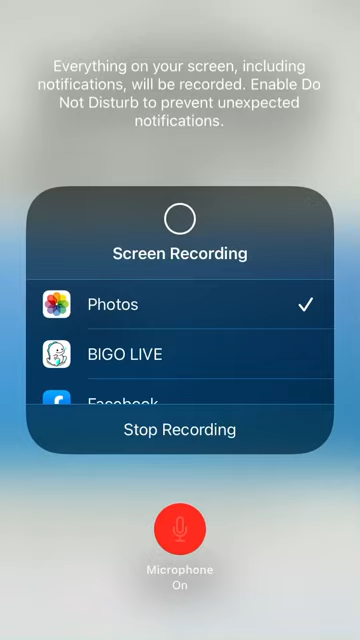 Everything on your screen, including
notifications, will be recorded. Enable Do
Not Disturb to prevent unexpected
notifications.
Screen Recording
Photos
BIGO LIVE
Facebook
Stop Recording
Microphone
On